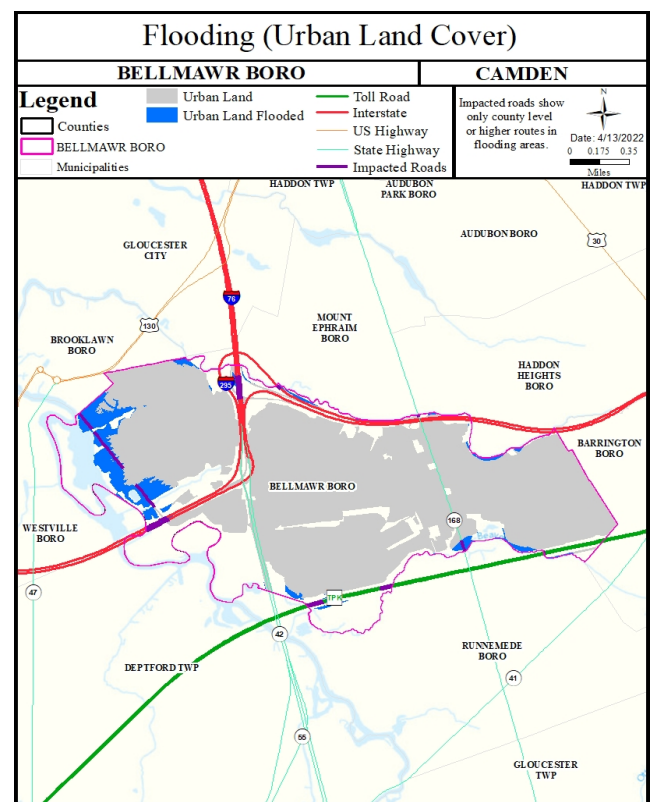 Flooding (Urban Land Cover)
BELLMAWR BORO
CAMDEN
Legend
Counties
BELLMAWR BORO
Municipalities
Urban Land
Urban Land Flooded
Toll Road
Interstate
US Highway
State Highway
Impacted Roads
Impacted roads show
only county level
or higher routes in
flooding areas.
N
Date: 4/13/2022
0 0.175 0.35
Miles
HADDON TWP
AUDUBON
PARK BORO
HADDON TWP
GLOUCESTER
CITY
AUDUBON BORO
30
76
130
MOUNT
EPHRAIM
BORO
BROOKLAWN
BORO
HADDON
HEIGHTS
BORO
295
BARRINGTON
BORO
BELLMAWR BORO
168
WESTVILLE
BORO
47
TPK
42
RUNNEMEDE
BORO
DEPTFORD TWP
41
55
GLOUCESTER
TWP